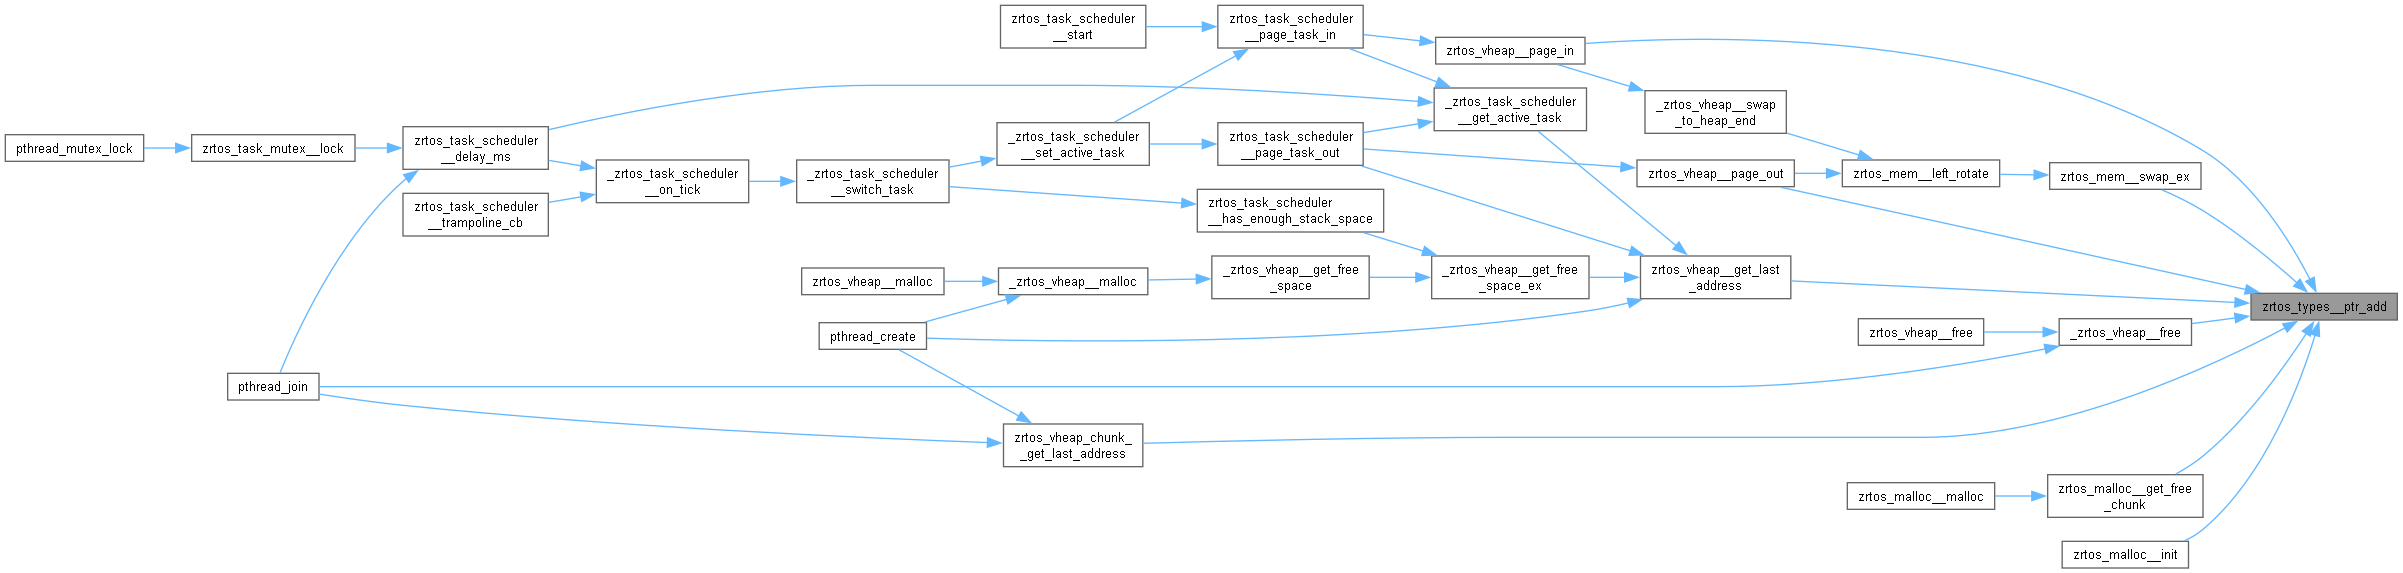 zrtos_task_scheduler
__start
zrtos_task_scheduler
__page_task_in
zrtos_vheap__page_in
_zrtos_task_scheduler
__get_active_task
_zrtos_vheap__swap
_to_heap_end
pthread_mutex_lock
zrtos_task_mutex__lock
zrtos_task_scheduler
__delay_ms
_zrtos_task_scheduler
__set_active_task
zrtos_task_scheduler
__page_task_out
_zrtos_task_scheduler
__on_tick
_zrtos_task_scheduler
__switch_task
zrtos_vheap__page_out
zrtos_mem__left_rotate
zrtos_mem__swap_ex
zrtos_task_scheduler
__trampoline_cb
zrtos_task_scheduler
__has_enough_stack_space
zrtos_vheap__malloc
_zrtos_vheap__malloc
_zrtos_vheap__get_free
_space
_zrtos_vheap__get_free
_space_ex
zrtos_vheap__get_last
_address
zrtos_types__ptr_add
pthread_create
zrtos_vheap__free
_zrtos_vheap__free
pthread_join
zrtos_vheap_chunk_
_get_last_address
zrtos_malloc__malloc
zrtos_malloc__get_free
_chunk
zrtos_malloc__init